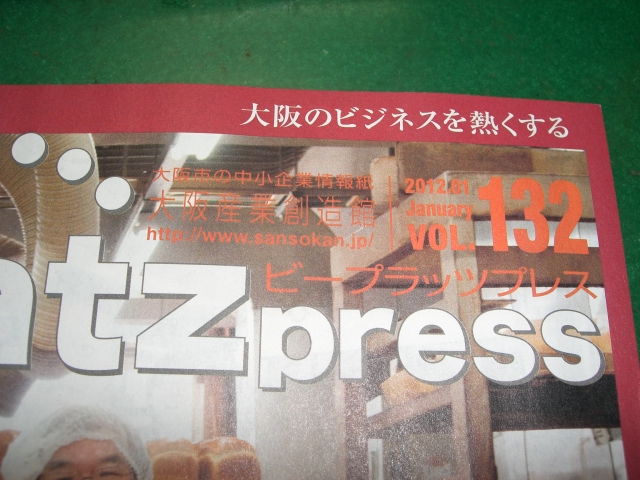 大阪のビジネスを熱くする
大阪市の中小企業情報紙
大阪産業創造館
http://www.sansokan.jp/
2012.01
January
VOL.132
ビープラッツプレス
atz press